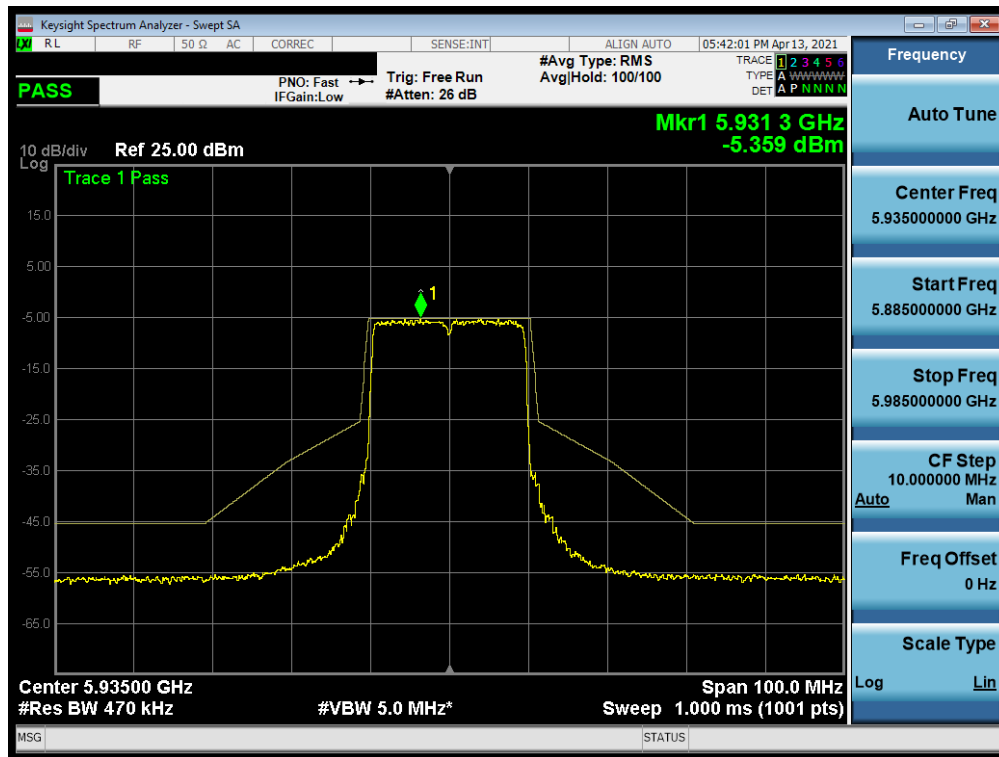 Keysight Spectrum Analyzer - Swept SA
LXI RL RF 50 Ω AC CORREC SENSE:INT ALIGN AUTO 05:42:01 PM Apr 13, 2021
PASS
PNO: Fast
IFGain:Low
Trig: Free Run
#Atten: 26 dB
#Avg Type: RMS
Avg|Hold: 100/100
TRACE 1 2 3 4 5 6
TYPE A WWWWW
DET A P N N N N
Mkr1 5.931 3 GHz
-5.359 dBm
10 dB/div Ref 25.00 dBm
Log
Trace 1 Pass
15.0
5.00
-5.00
-15.0
-25.0
-35.0
-45.0
-55.0
-65.0
1
Center 5.93500 GHz Span 100.0 MHz
#Res BW 470 kHz #VBW 5.0 MHz* Sweep 1.000 ms (1001 pts)
MSG STATUS
Frequency
Auto Tune
Center Freq
5.935000000 GHz
Start Freq
5.885000000 GHz
Stop Freq
5.985000000 GHz
CF Step
10.000000 MHz
Auto Man
Freq Offset
0 Hz
Scale Type
Log Lin